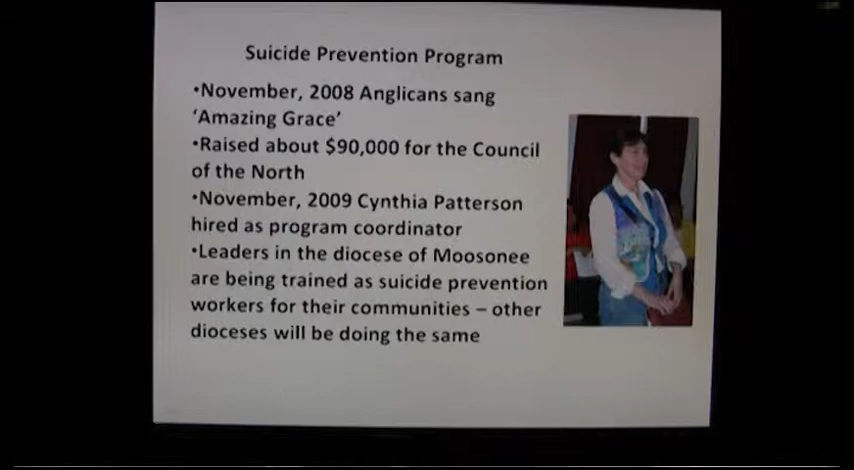 Suicide Prevention Program
•November, 2008 Anglicans sang
‘Amazing Grace’
•Raised about $90,000 for the Council
of the North
•November, 2009 Cynthia Patterson
hired as program coordinator
•Leaders in the diocese of Moosonee
are being trained as suicide prevention
workers for their communities – other
dioceses will be doing the same